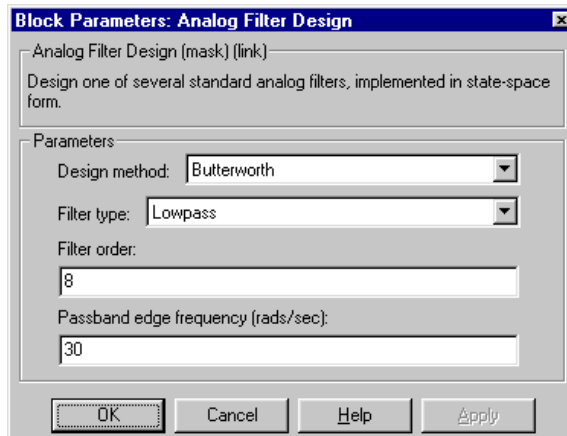 Block Parameters: Analog Filter Design
Analog Filter Design (mask) (link)
Design one of several standard analog filters, implemented in state-space
form.
Parameters
Design method: Butterworth
Filter type: Lowpass
Filter order:
8
Passband edge frequency (rads/sec):
30
OK Cancel Help Apply